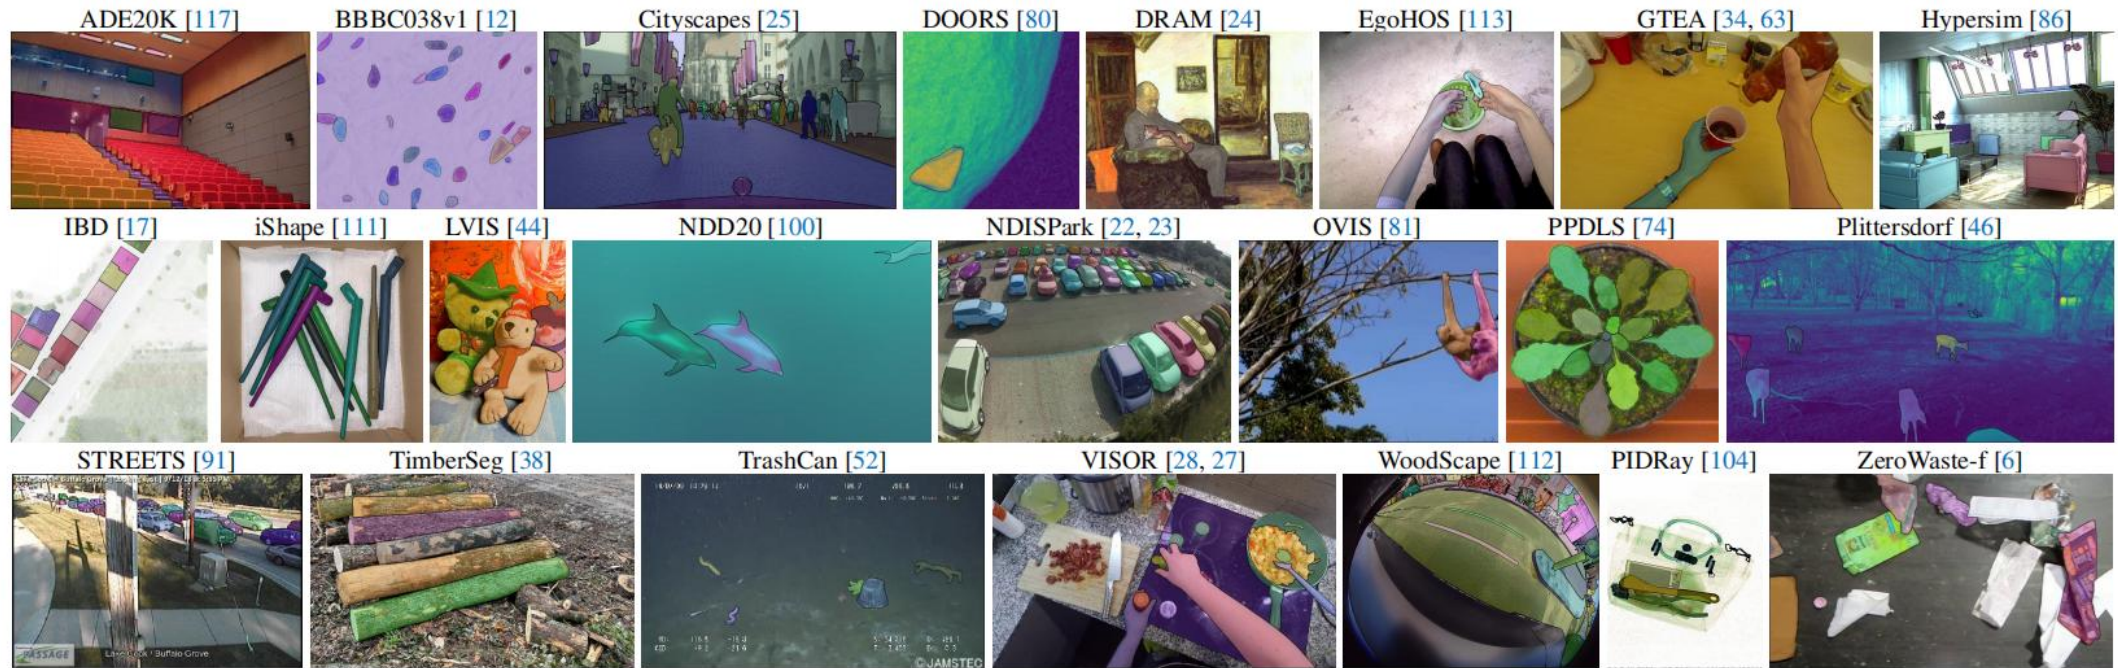 ADE20K [117] BBBC038v1 [12] Cityscapes [25] DOORS [80] DRAM [24] EgoHOS [113] GTEA [34, 63] Hypersim [86]
IBD [17] iShape [111] LVIS [44] NDD20 [100] NDISPark [22, 23] OVIS [81] PPDLS [74] Plittersdorf [46]
STREETS [91] TimberSeg [38] TrashCan [52] VISOR [28, 27] WoodScape [112] PIDRay [104] ZeroWaste-f [6]
PASSAGE
Buffalo Grove
©JAMSTEC